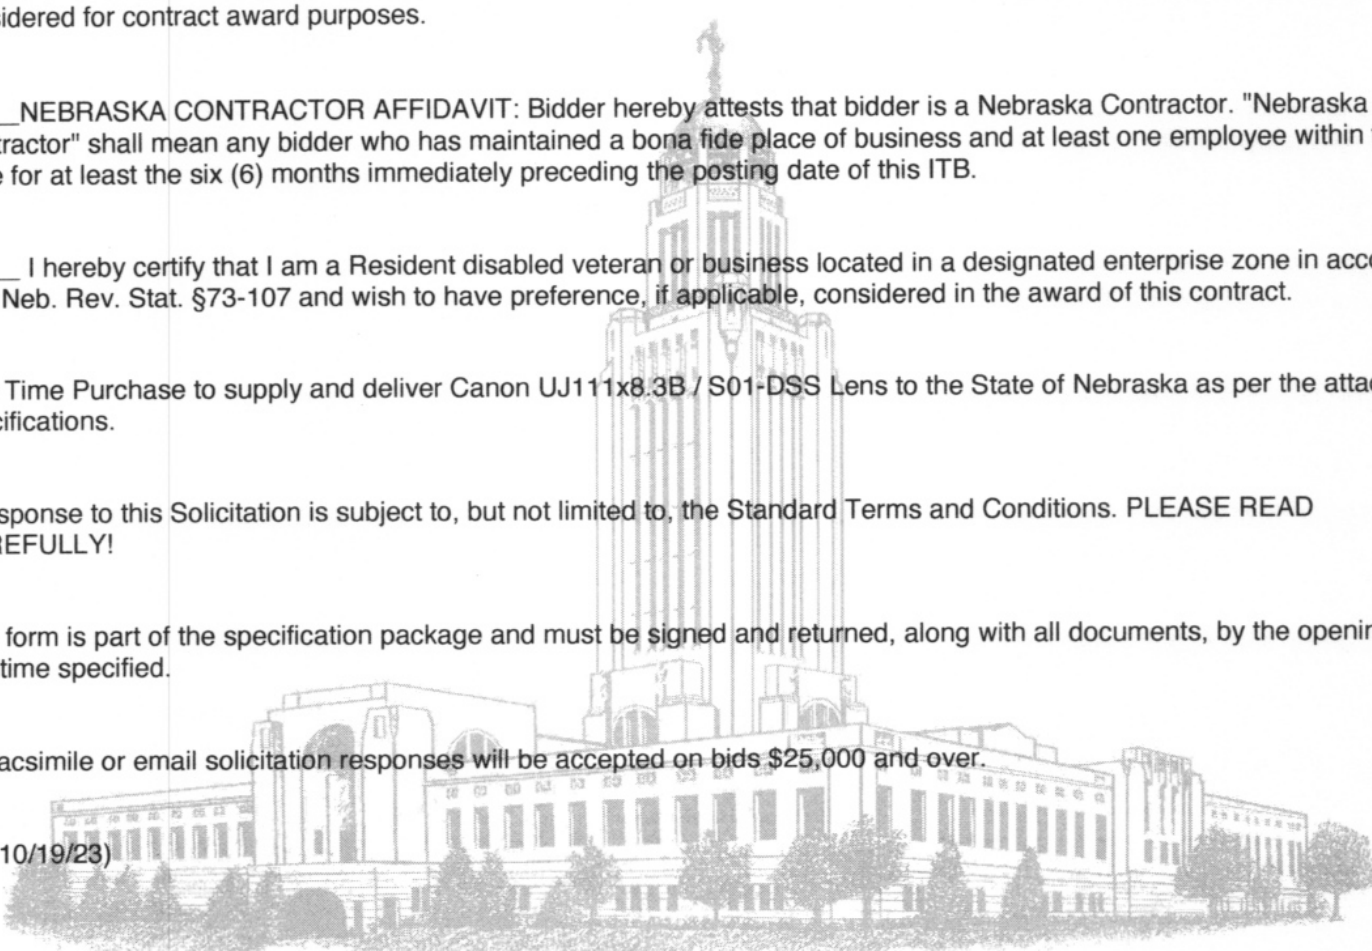 sidered for contract award purposes.
__NEBRASKA CONTRACTOR AFFIDAVIT: Bidder hereby attests that bidder is a Nebraska Contractor. "Nebraska
tractor" shall mean any bidder who has maintained a bona fide place of business and at least one employee within
e for at least the six (6) months immediately preceding the posting date of this ITB.
__ I hereby certify that I am a Resident disabled veteran or business located in a designated enterprise zone in acco
Neb. Rev. Stat. §73-107 and wish to have preference, if applicable, considered in the award of this contract.
Time Purchase to supply and deliver Canon UJ111x8.3B / S01-DSS Lens to the State of Nebraska as per the attac
cifications.
sponse to this Solicitation is subject to, but not limited to, the Standard Terms and Conditions. PLEASE READ
REFULLY!
form is part of the specification package and must be signed and returned, along with all documents, by the openin
time specified.
acsimile or email solicitation responses will be accepted on bids $25,000 and over.
10/19/23)